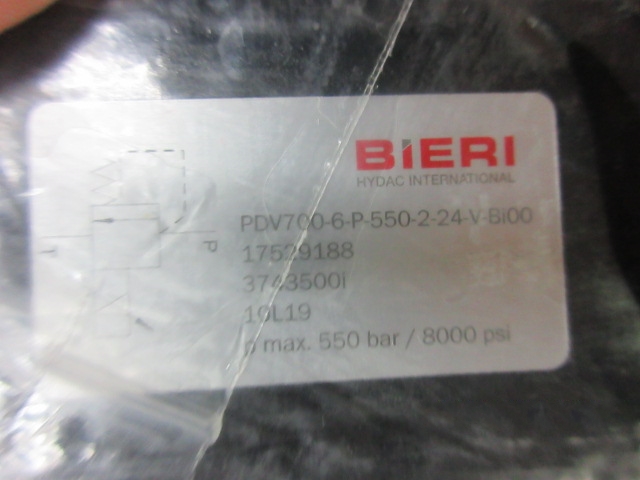 BiERI
HYDAC INTERNATIONAL
PDV700-6-P-550-2-24-V-Bi00
17529188
3743500i
10L19
p max. 550 bar / 8000 psi
P
T